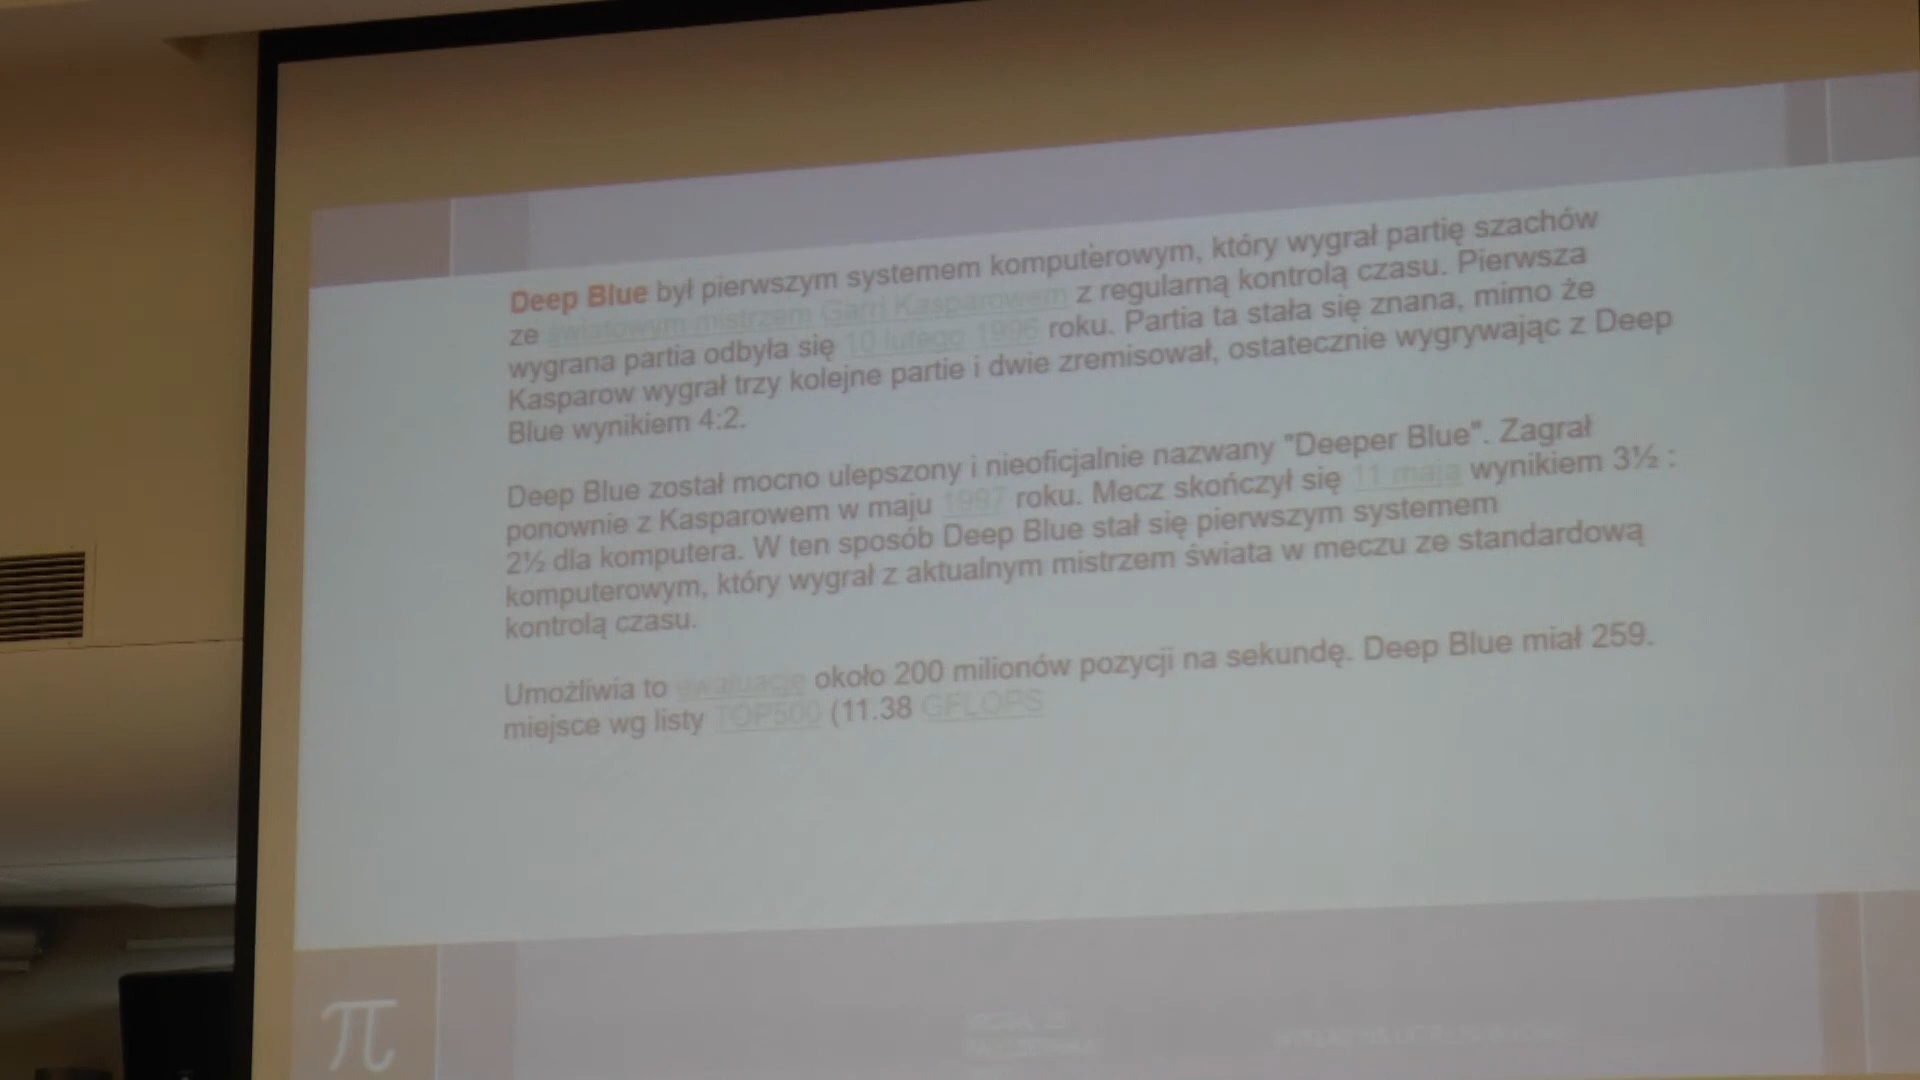 Deep Blue był pierwszym systemem komputerowym, który wygrał partię szachów
ze światowym mistrzem Garri Kasparowem z regularną kontrolą czasu. Pierwsza
wygrana partia odbyła się 10 lutego 1996 roku. Partia ta stała się znana, mimo że
Kasparow wygrał trzy kolejne partie i dwie zremisował, ostatecznie wygrywając z Deep
Blue wynikiem 4:2.
Deep Blue został mocno ulepszony i nieoficjalnie nazwany "Deeper Blue". Zagrał
ponownie z Kasparowem w maju 1997 roku. Mecz skończył się 11 maja wynikiem 3½ :
2½ dla komputera. W ten sposób Deep Blue stał się pierwszym systemem
komputerowym, który wygrał z aktualnym mistrzem świata w meczu ze standardową
kontrolą czasu.
Umożliwia to ewaluację około 200 milionów pozycji na sekundę. Deep Blue miał 259.
miejsce wg listy TOP500 (11.38 GFLOPS
π